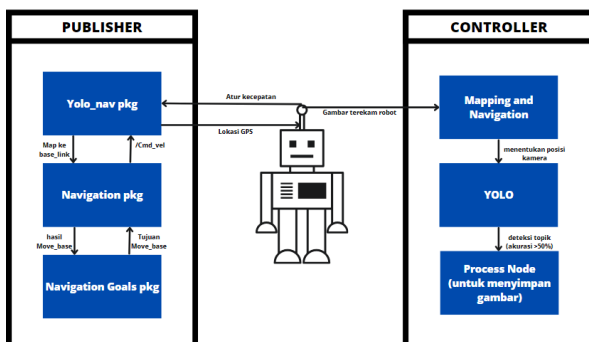 PUBLISHER
Yolo_nav pkg
Map ke
base_link
/Cmd_vel
Navigation pkg
hasil
Move_base
Tujuan
Move_base
Navigation Goals pkg
Atur kecepatan
Lokasi GPS
Gambar terekam robot
CONTROLLER
Mapping and
Navigation
menentukan posisi
kamera
YOLO
deteksi topik
(akurasi >50%)
Process Node
(untuk menyimpan
gambar)